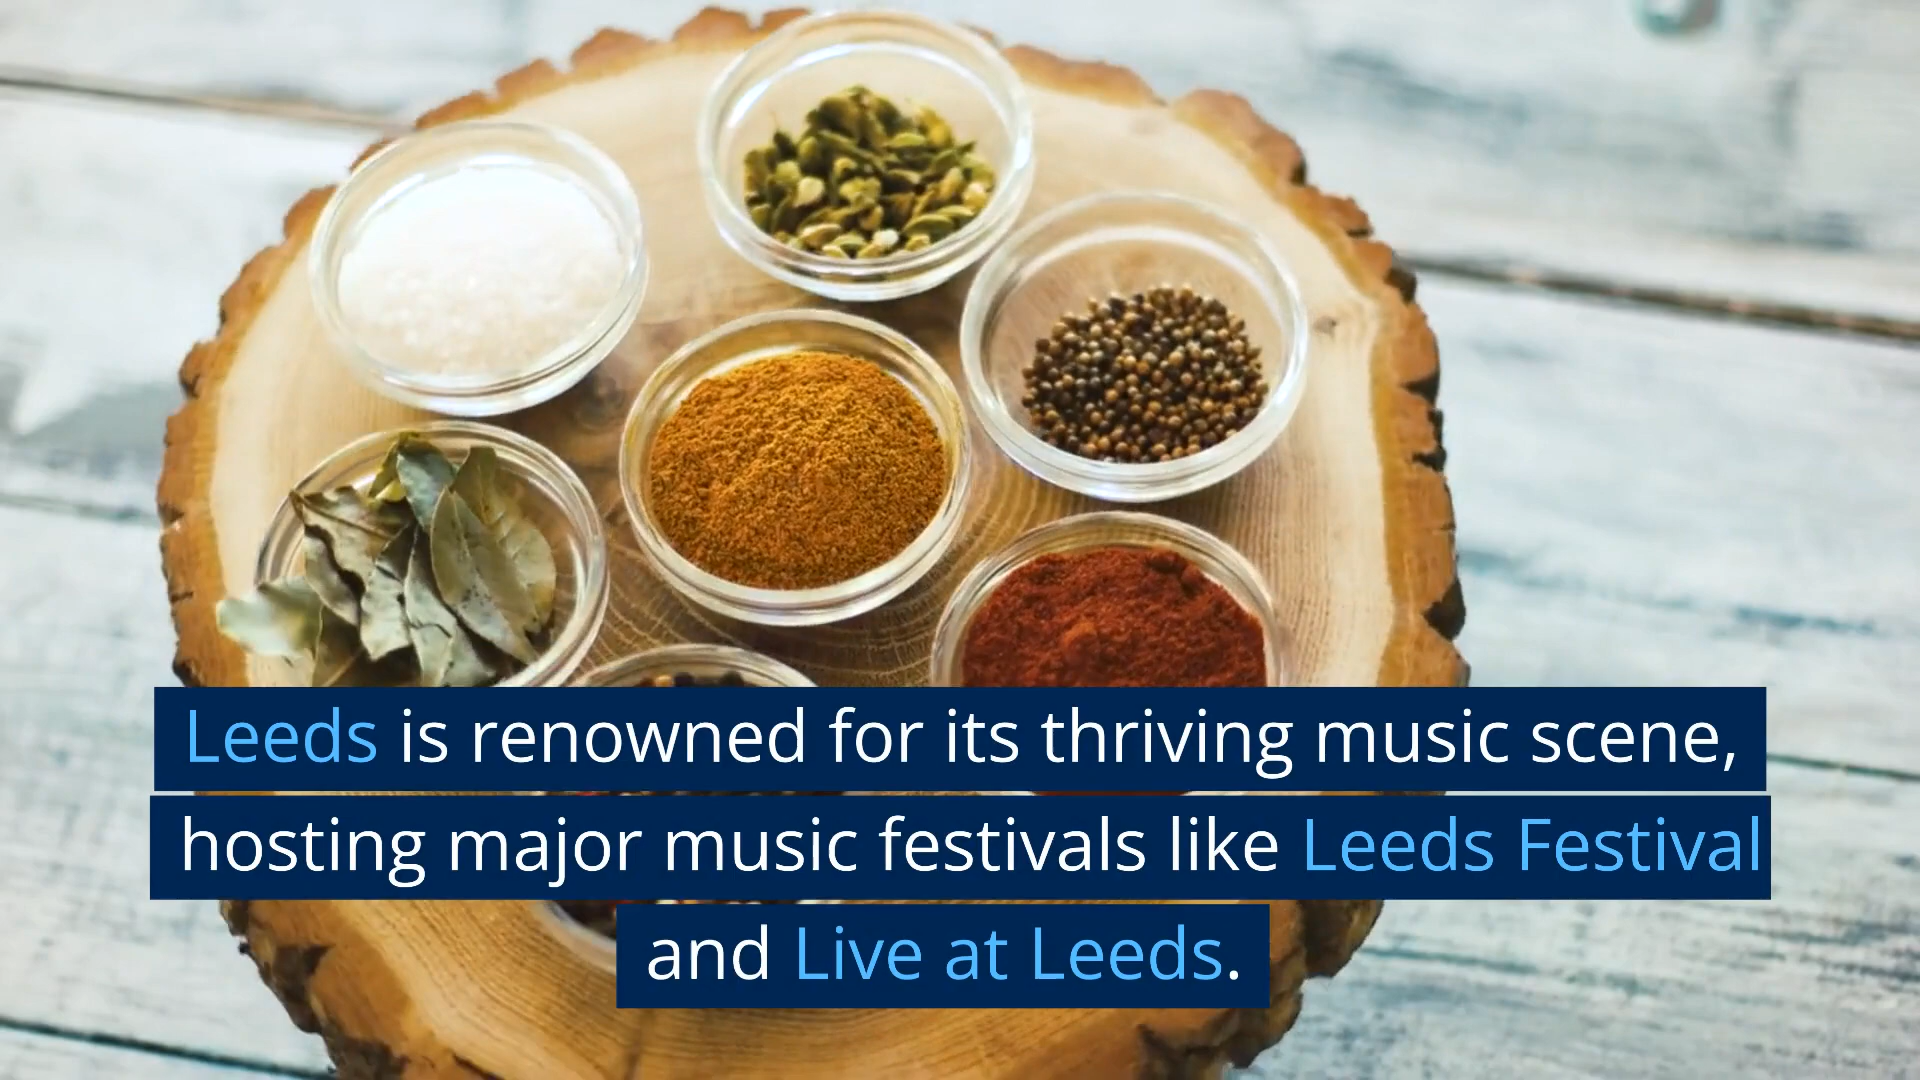 Leeds is renowned for its thriving music scene,
hosting major music festivals like Leeds Festival
and Live at Leeds.